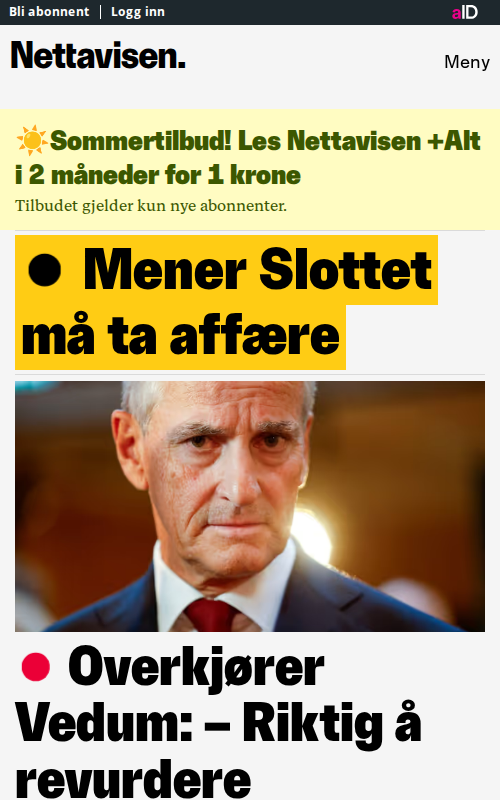 Bli abonnent | Logg inn
aID
Nettavisen.
Meny
☀️Sommertilbud! Les Nettavisen +Alt
i 2 måneder for 1 krone
Tilbudet gjelder kun nye abonnenter.
● Mener Slottet
må ta affære
● Overkjører
Vedum: – Riktig å
revurdere